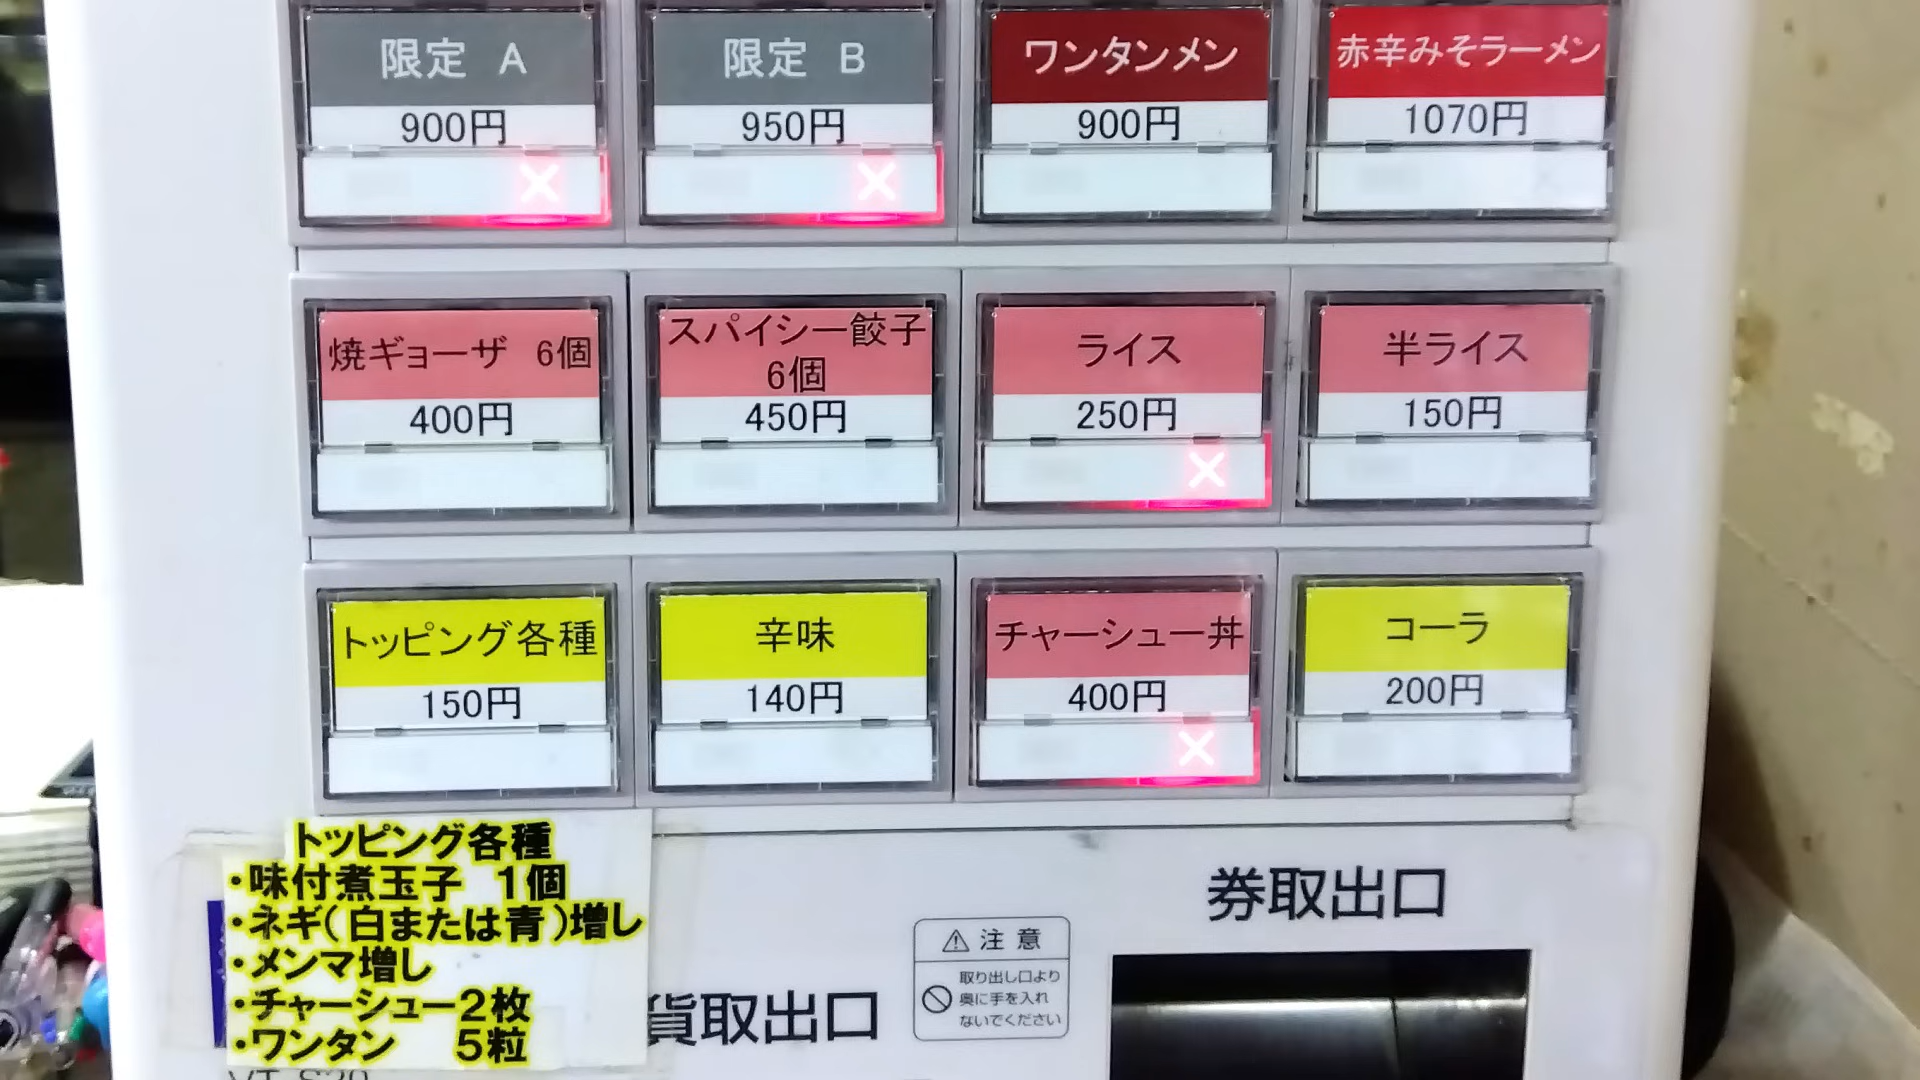 限定 A
900円
×
限定 B
950円
×
ワンタンメン
900円
赤辛みそラーメン
1070円
焼ギョーザ 6個
400円
スパイシー餃子
6個
450円
ライス
250円
×
半ライス
150円
トッピング各種
150円
辛味
140円
チャーシュー丼
400円
×
コーラ
200円
トッピング各種
・味付煮玉子 1個
・ネギ(白または青)増し
・メンマ増し
・チャーシュー2枚
・ワンタン 5粒
貨取出口
注意
取り出し口より
奥に手を入れ
ないでください
券取出口